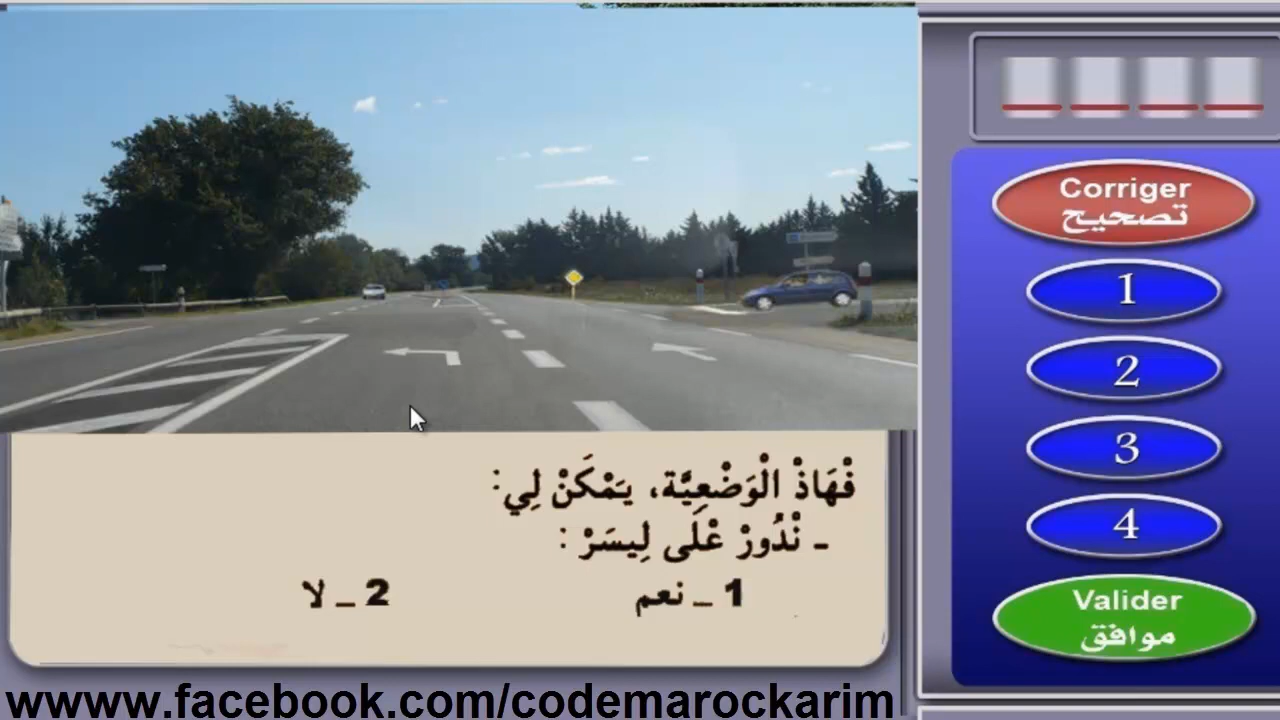 فْهَاذْ الْوَضْعِيَّة، يَمْكَنْ لِي:
ـ نْدُورْ عْلَى لِيسَرْ :
1 ـ نعم
2 ـ لا
Corriger
تصحيح
1
2
3
4
Valider
موافق
www.facebook.com/codemarockarim